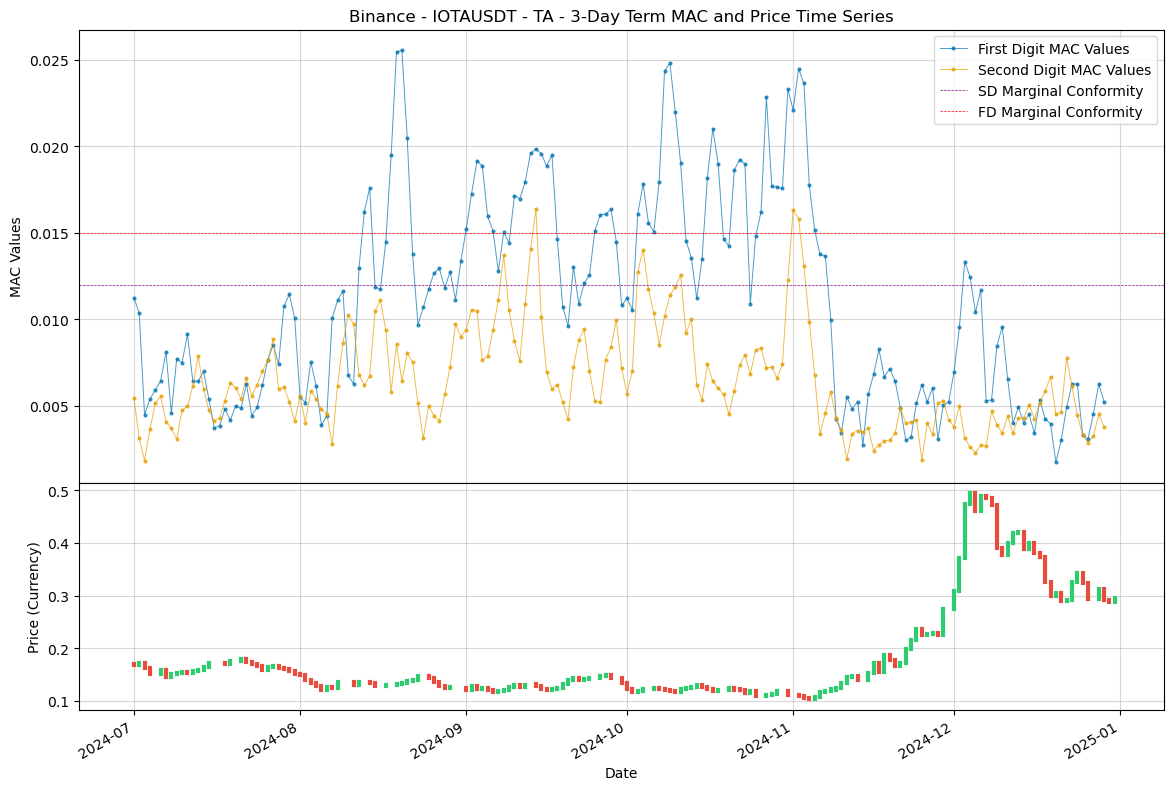 Binance - IOTAUSDT - TA - 3-Day Term MAC and Price Time Series
First Digit MAC Values
Second Digit MAC Values
SD Marginal Conformity
FD Marginal Conformity
MAC Values
0.025
0.020
0.015
0.010
0.005
Price (Currency)
0.5
0.4
0.3
0.2
0.1
2024-07
2024-08
2024-09
2024-10
2024-11
2024-12
2025-01
Date